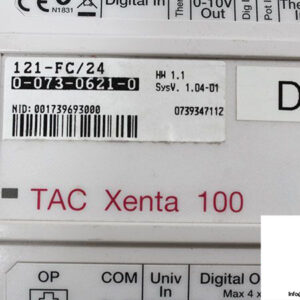 N1831
Digital In
0-10V
Out
121-FC/24
HW 1.1
0-073-0621-0
SysV. 1.04-01
NID: 001739693000
0739347112
D
TAC Xenta 100
OP
COM
Univ
In
Digital O
Max 4 x